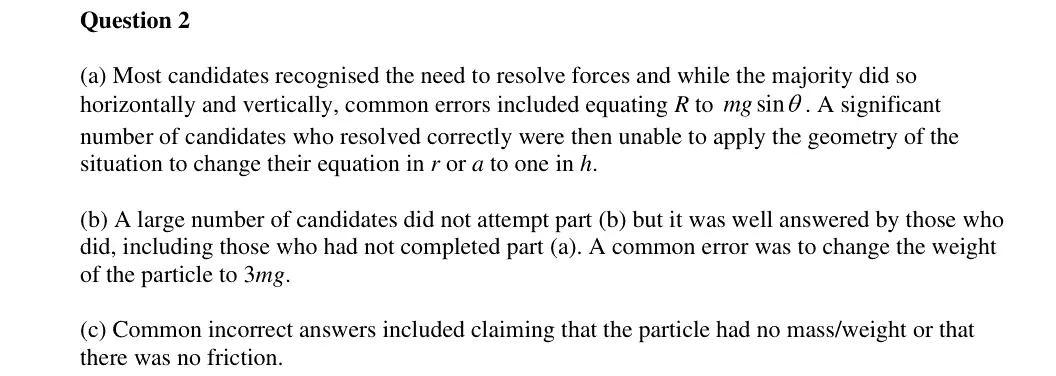 Question 2
(a) Most candidates recognised the need to resolve forces and while the majority did so
horizontally and vertically, common errors included equating R to mg sin θ. A significant
number of candidates who resolved correctly were then unable to apply the geometry of the
situation to change their equation in r or a to one in h.
(b) A large number of candidates did not attempt part (b) but it was well answered by those who
did, including those who had not completed part (a). A common error was to change the weight
of the particle to 3mg.
(c) Common incorrect answers included claiming that the particle had no mass/weight or that
there was no friction.